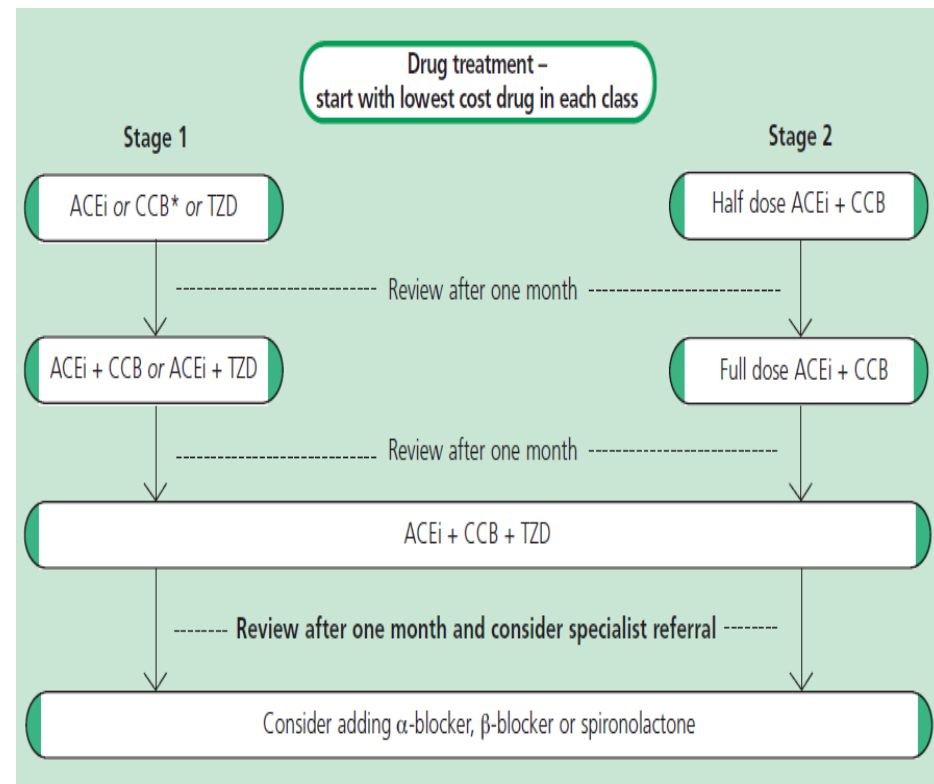 Drug treatment –
start with lowest cost drug in each class
Stage 1
Stage 2
ACEi or CCB* or TZD
Half dose ACEi + CCB
Review after one month
ACEi + CCB or ACEi + TZD
Full dose ACEi + CCB
Review after one month
ACEi + CCB + TZD
Review after one month and consider specialist referral
Consider adding α-blocker, β-blocker or spironolactone